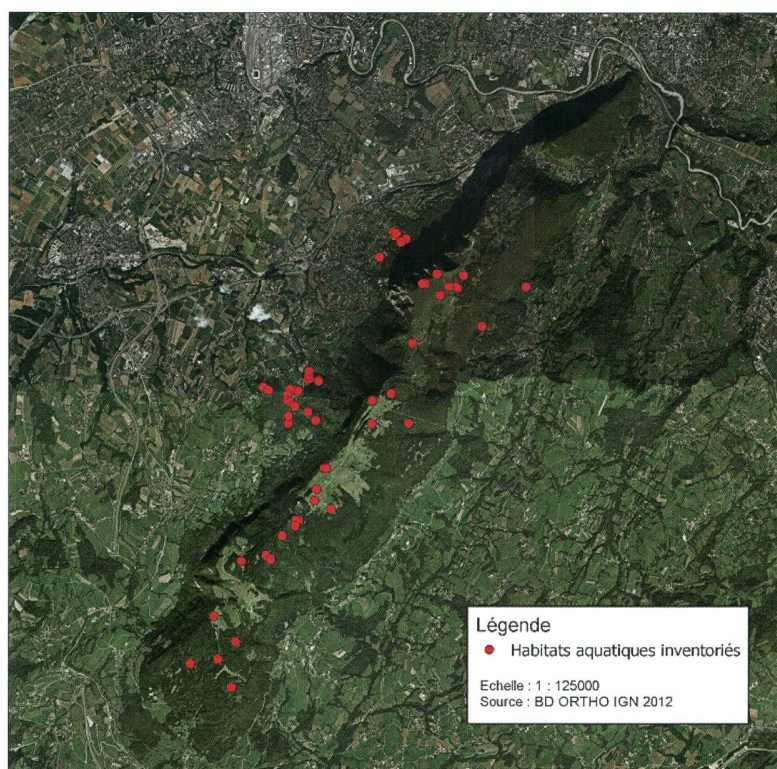 Légende
Habitats aquatiques inventoriés
Echelle : 1 : 125000
Source : BD ORTHO IGN 2012